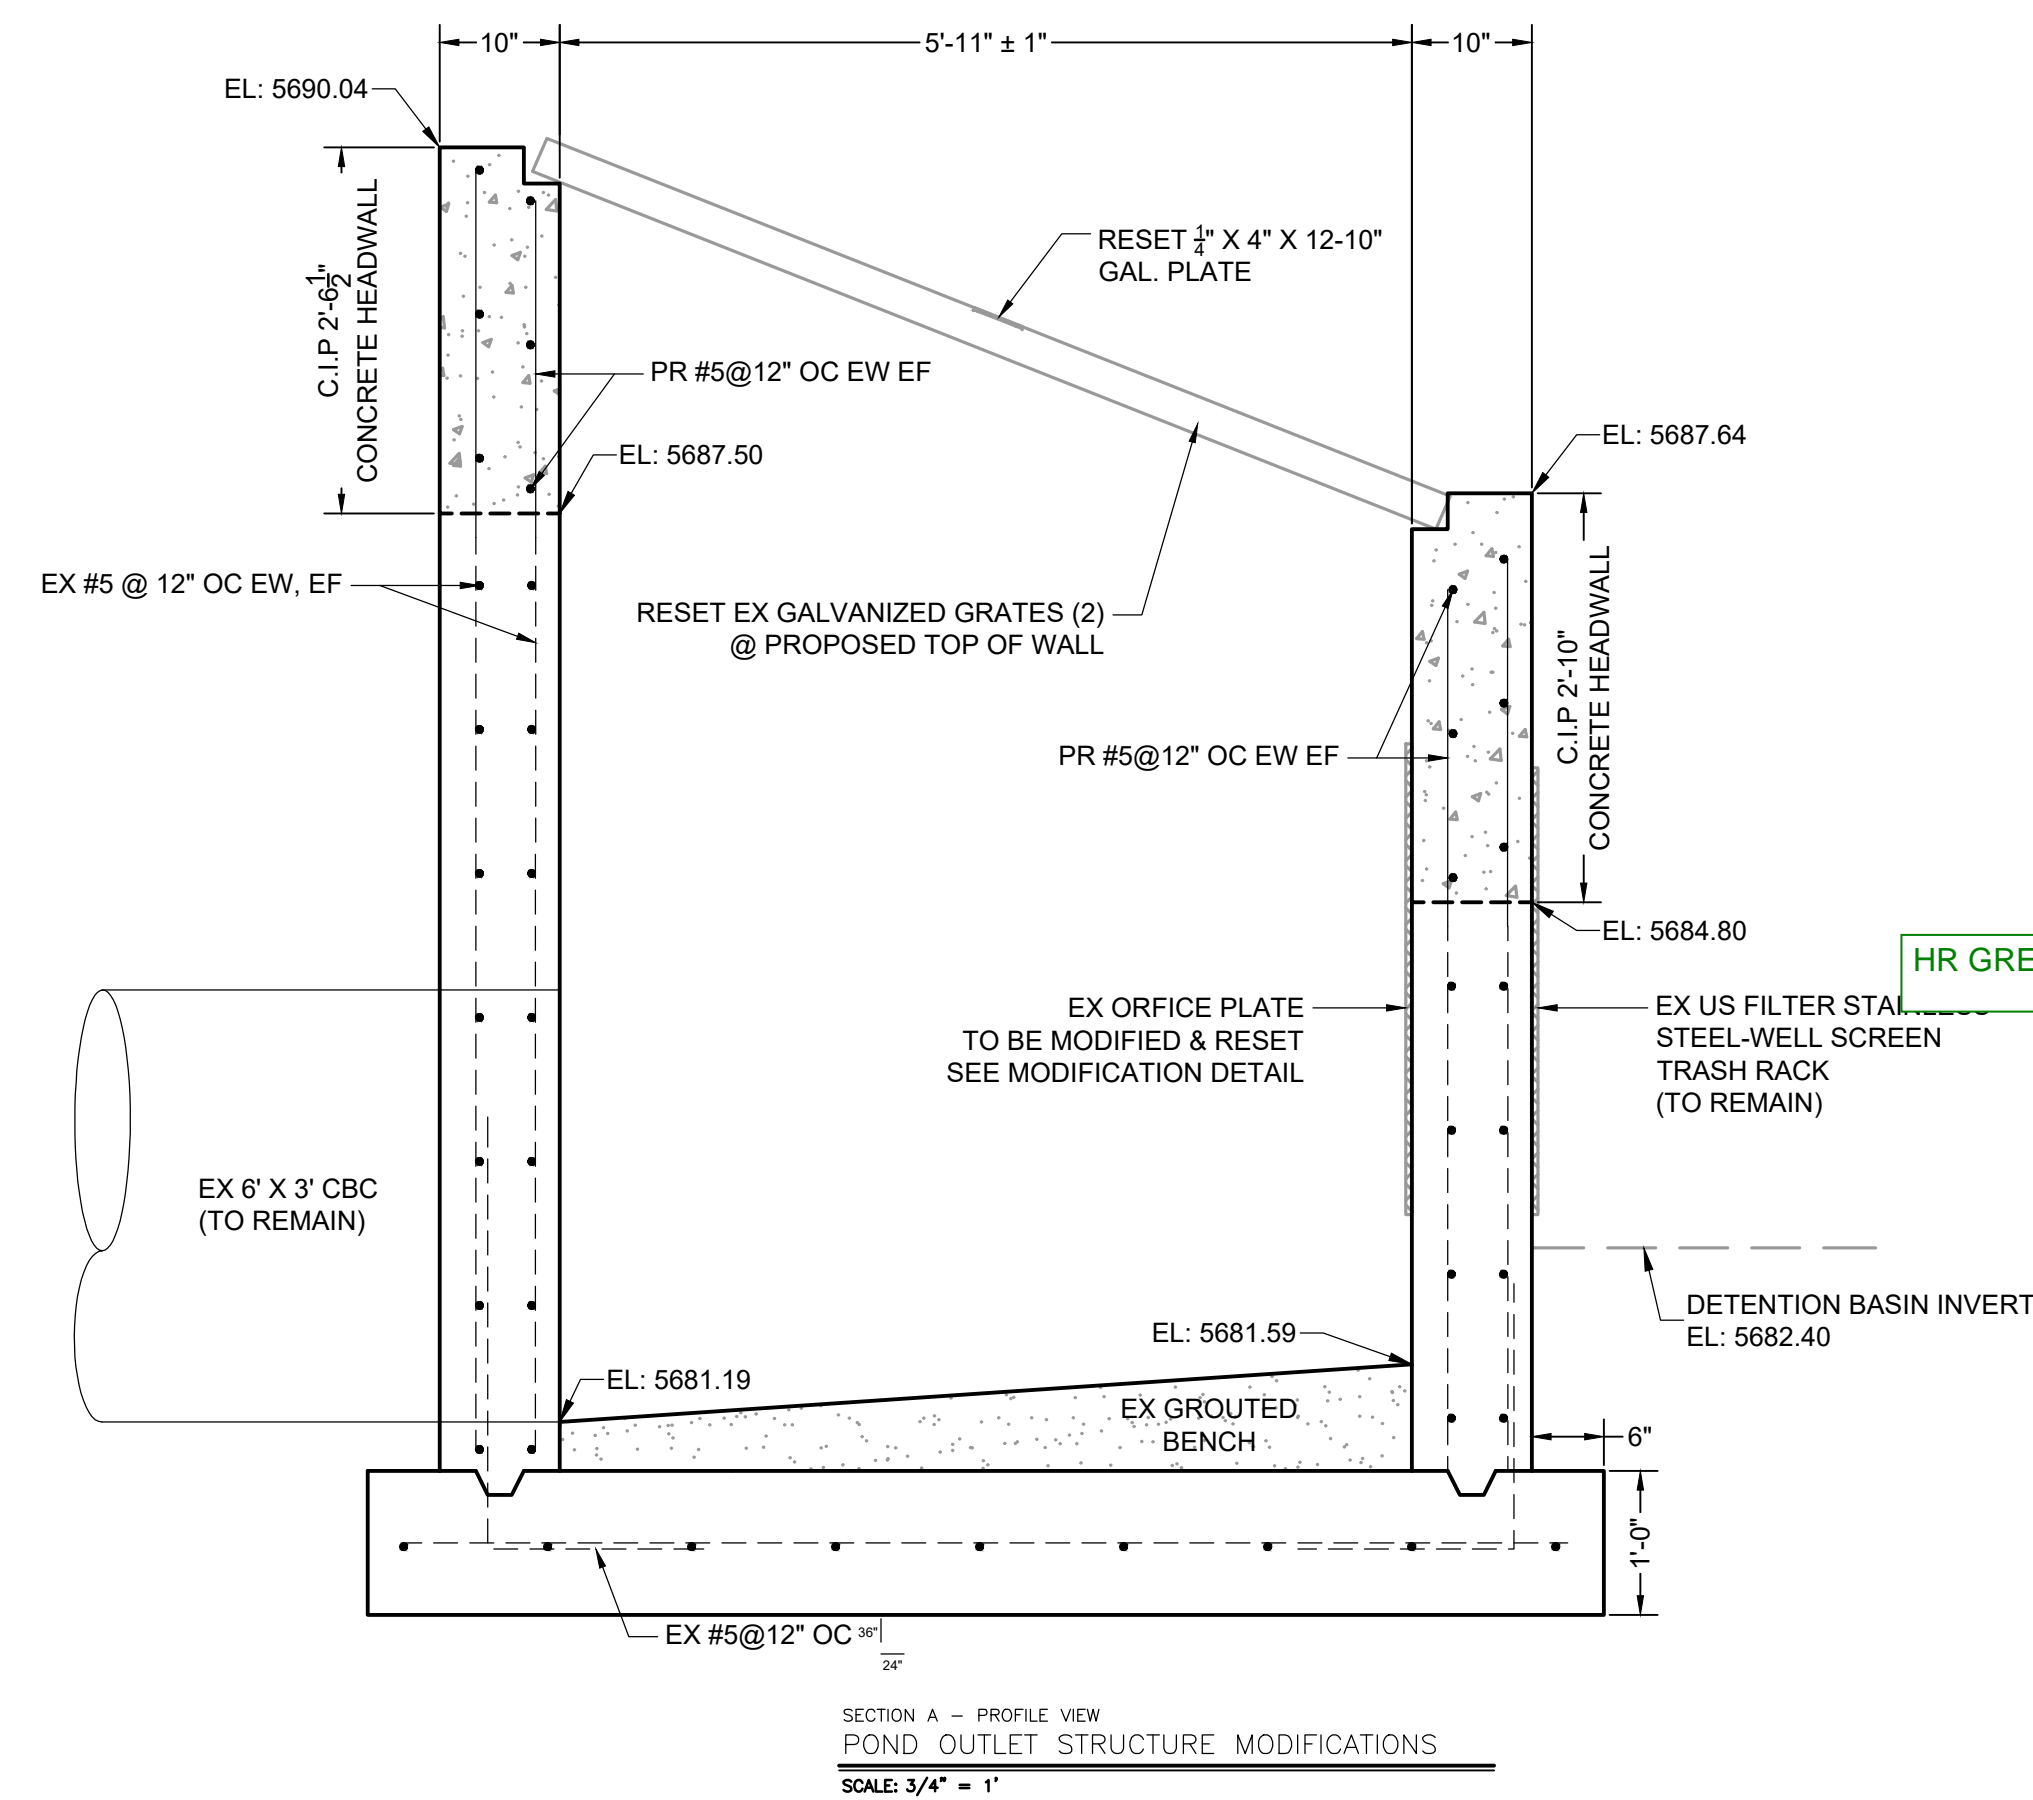 10"
5'-11" ± 1"
10"
EL: 5690.04
C.I.P 2'-6 1/2"
CONCRETE HEADWALL
RESET 1/4" X 4" X 12-10"
GAL. PLATE
PR #5@12" OC EW EF
EL: 5687.50
EL: 5687.64
EX #5 @ 12" OC EW, EF
RESET EX GALVANIZED GRATES (2)
@ PROPOSED TOP OF WALL
C.I.P 2'-10"
CONCRETE HEADWALL
PR #5@12" OC EW EF
EL: 5684.80
HR GRE
EX ORFICE PLATE
TO BE MODIFIED & RESET
SEE MODIFICATION DETAIL
EX US FILTER STAINLESS
STEEL-WELL SCREEN
TRASH RACK
(TO REMAIN)
EX 6' X 3' CBC
(TO REMAIN)
DETENTION BASIN INVERT
EL: 5682.40
EL: 5681.59
EL: 5681.19
EX GROUTED
BENCH
6"
1'-0"
EX #5@12" OC 36"
24"
SECTION A - PROFILE VIEW
POND OUTLET STRUCTURE MODIFICATIONS
SCALE: 3/4" = 1'